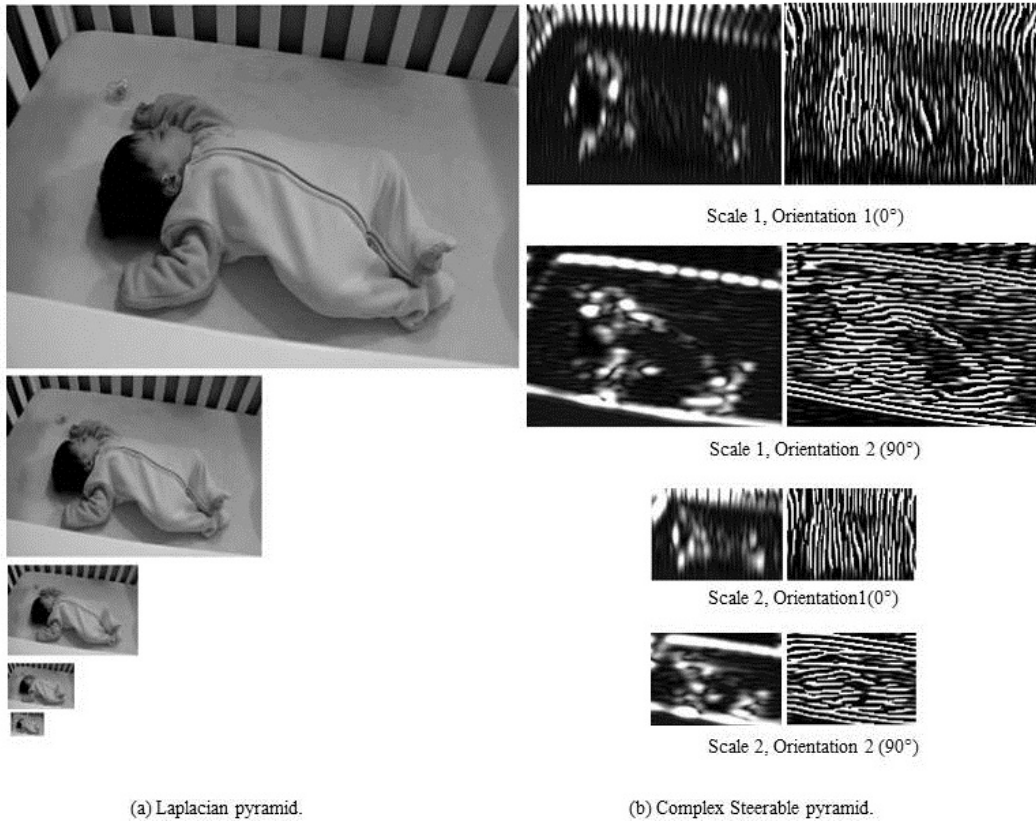 Scale 1, Orientation 1(0°)
Scale 1, Orientation 2 (90°)
Scale 2, Orientation1(0°)
Scale 2, Orientation 2 (90°)
(a) Laplacian pyramid.
(b) Complex Steerable pyramid.